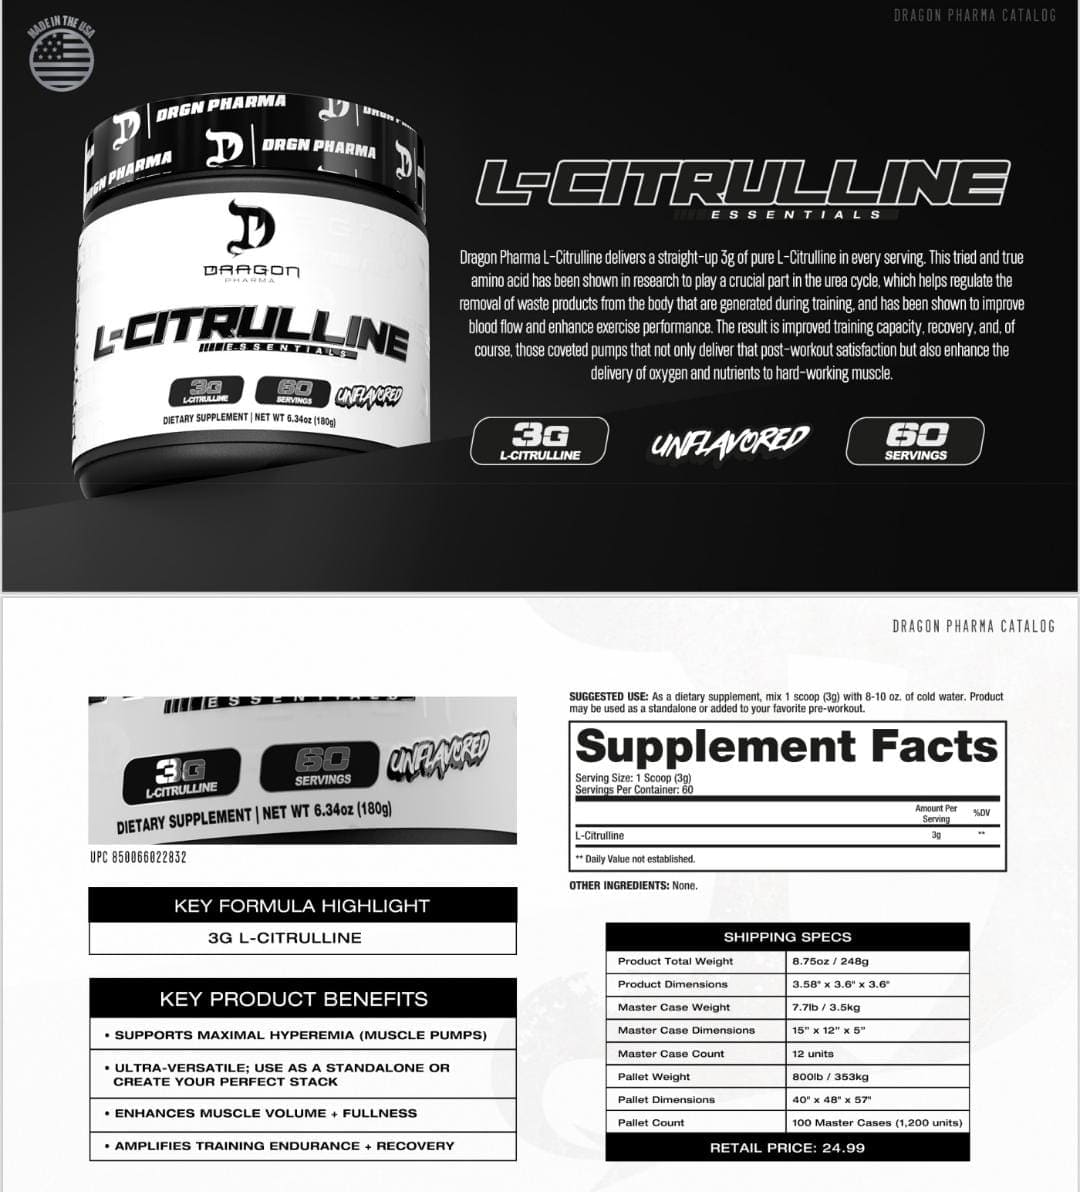 MADE IN THE USA
DRAGON PHARMA CATALOG
DRGN PHARMA
DRGN PHARMA
DRGN PHARMA
DRAGON
PHARMA
L-CITRULLINE
ESSENTIALS
3G
L-CITRULLINE
60
SERVINGS
UNFLAVORED
DIETARY SUPPLEMENT | NET WT 6.34oz (180g)
L-CITRULLINE
ESSENTIALS
Dragon Pharma L-Citrulline delivers a straight-up 3g of pure L-Citrulline in every serving. This tried and true
amino acid has been shown in research to play a crucial part in the urea cycle, which helps regulate the
removal of waste products from the body that are generated during training, and has been shown to improve
blood flow and enhance exercise performance. The result is improved training capacity, recovery, and, of
course, those coveted pumps that not only deliver that post-workout satisfaction but also enhance the
delivery of oxygen and nutrients to hard-working muscle.
3G
L-CITRULLINE
UNFLAVORED
60
SERVINGS
DRAGON PHARMA CATALOG
ESSENTIALS
3G
L-CITRULLINE
60
SERVINGS
UNFLAVORED
DIETARY SUPPLEMENT | NET WT 6.34oz (180g)
UPC 850066022832
KEY FORMULA HIGHLIGHT
3G L-CITRULLINE
KEY PRODUCT BENEFITS
• SUPPORTS MAXIMAL HYPEREMIA (MUSCLE PUMPS)
• ULTRA-VERSATILE; USE AS A STANDALONE OR
CREATE YOUR PERFECT STACK
• ENHANCES MUSCLE VOLUME + FULLNESS
• AMPLIFIES TRAINING ENDURANCE + RECOVERY
SUGGESTED USE: As a dietary supplement, mix 1 scoop (3g) with 8-10 oz. of cold water. Product
may be used as a standalone or added to your favorite pre-workout.
Supplement Facts
Serving Size: 1 Scoop (3g)
Servings Per Container: 60
Amount Per
Serving %DV
L-Citrulline 3g **
** Daily Value not established.
OTHER INGREDIENTS: None.
SHIPPING SPECS
Product Total Weight 8.75oz / 248g
Product Dimensions 3.58" x 3.6" x 3.6"
Master Case Weight 7.7lb / 3.5kg
Master Case Dimensions 15" x 12" x 5"
Master Case Count 12 units
Pallet Weight 800lb / 353kg
Pallet Dimensions 40" x 48" x 57"
Pallet Count 100 Master Cases (1,200 units)
RETAIL PRICE: 24.99